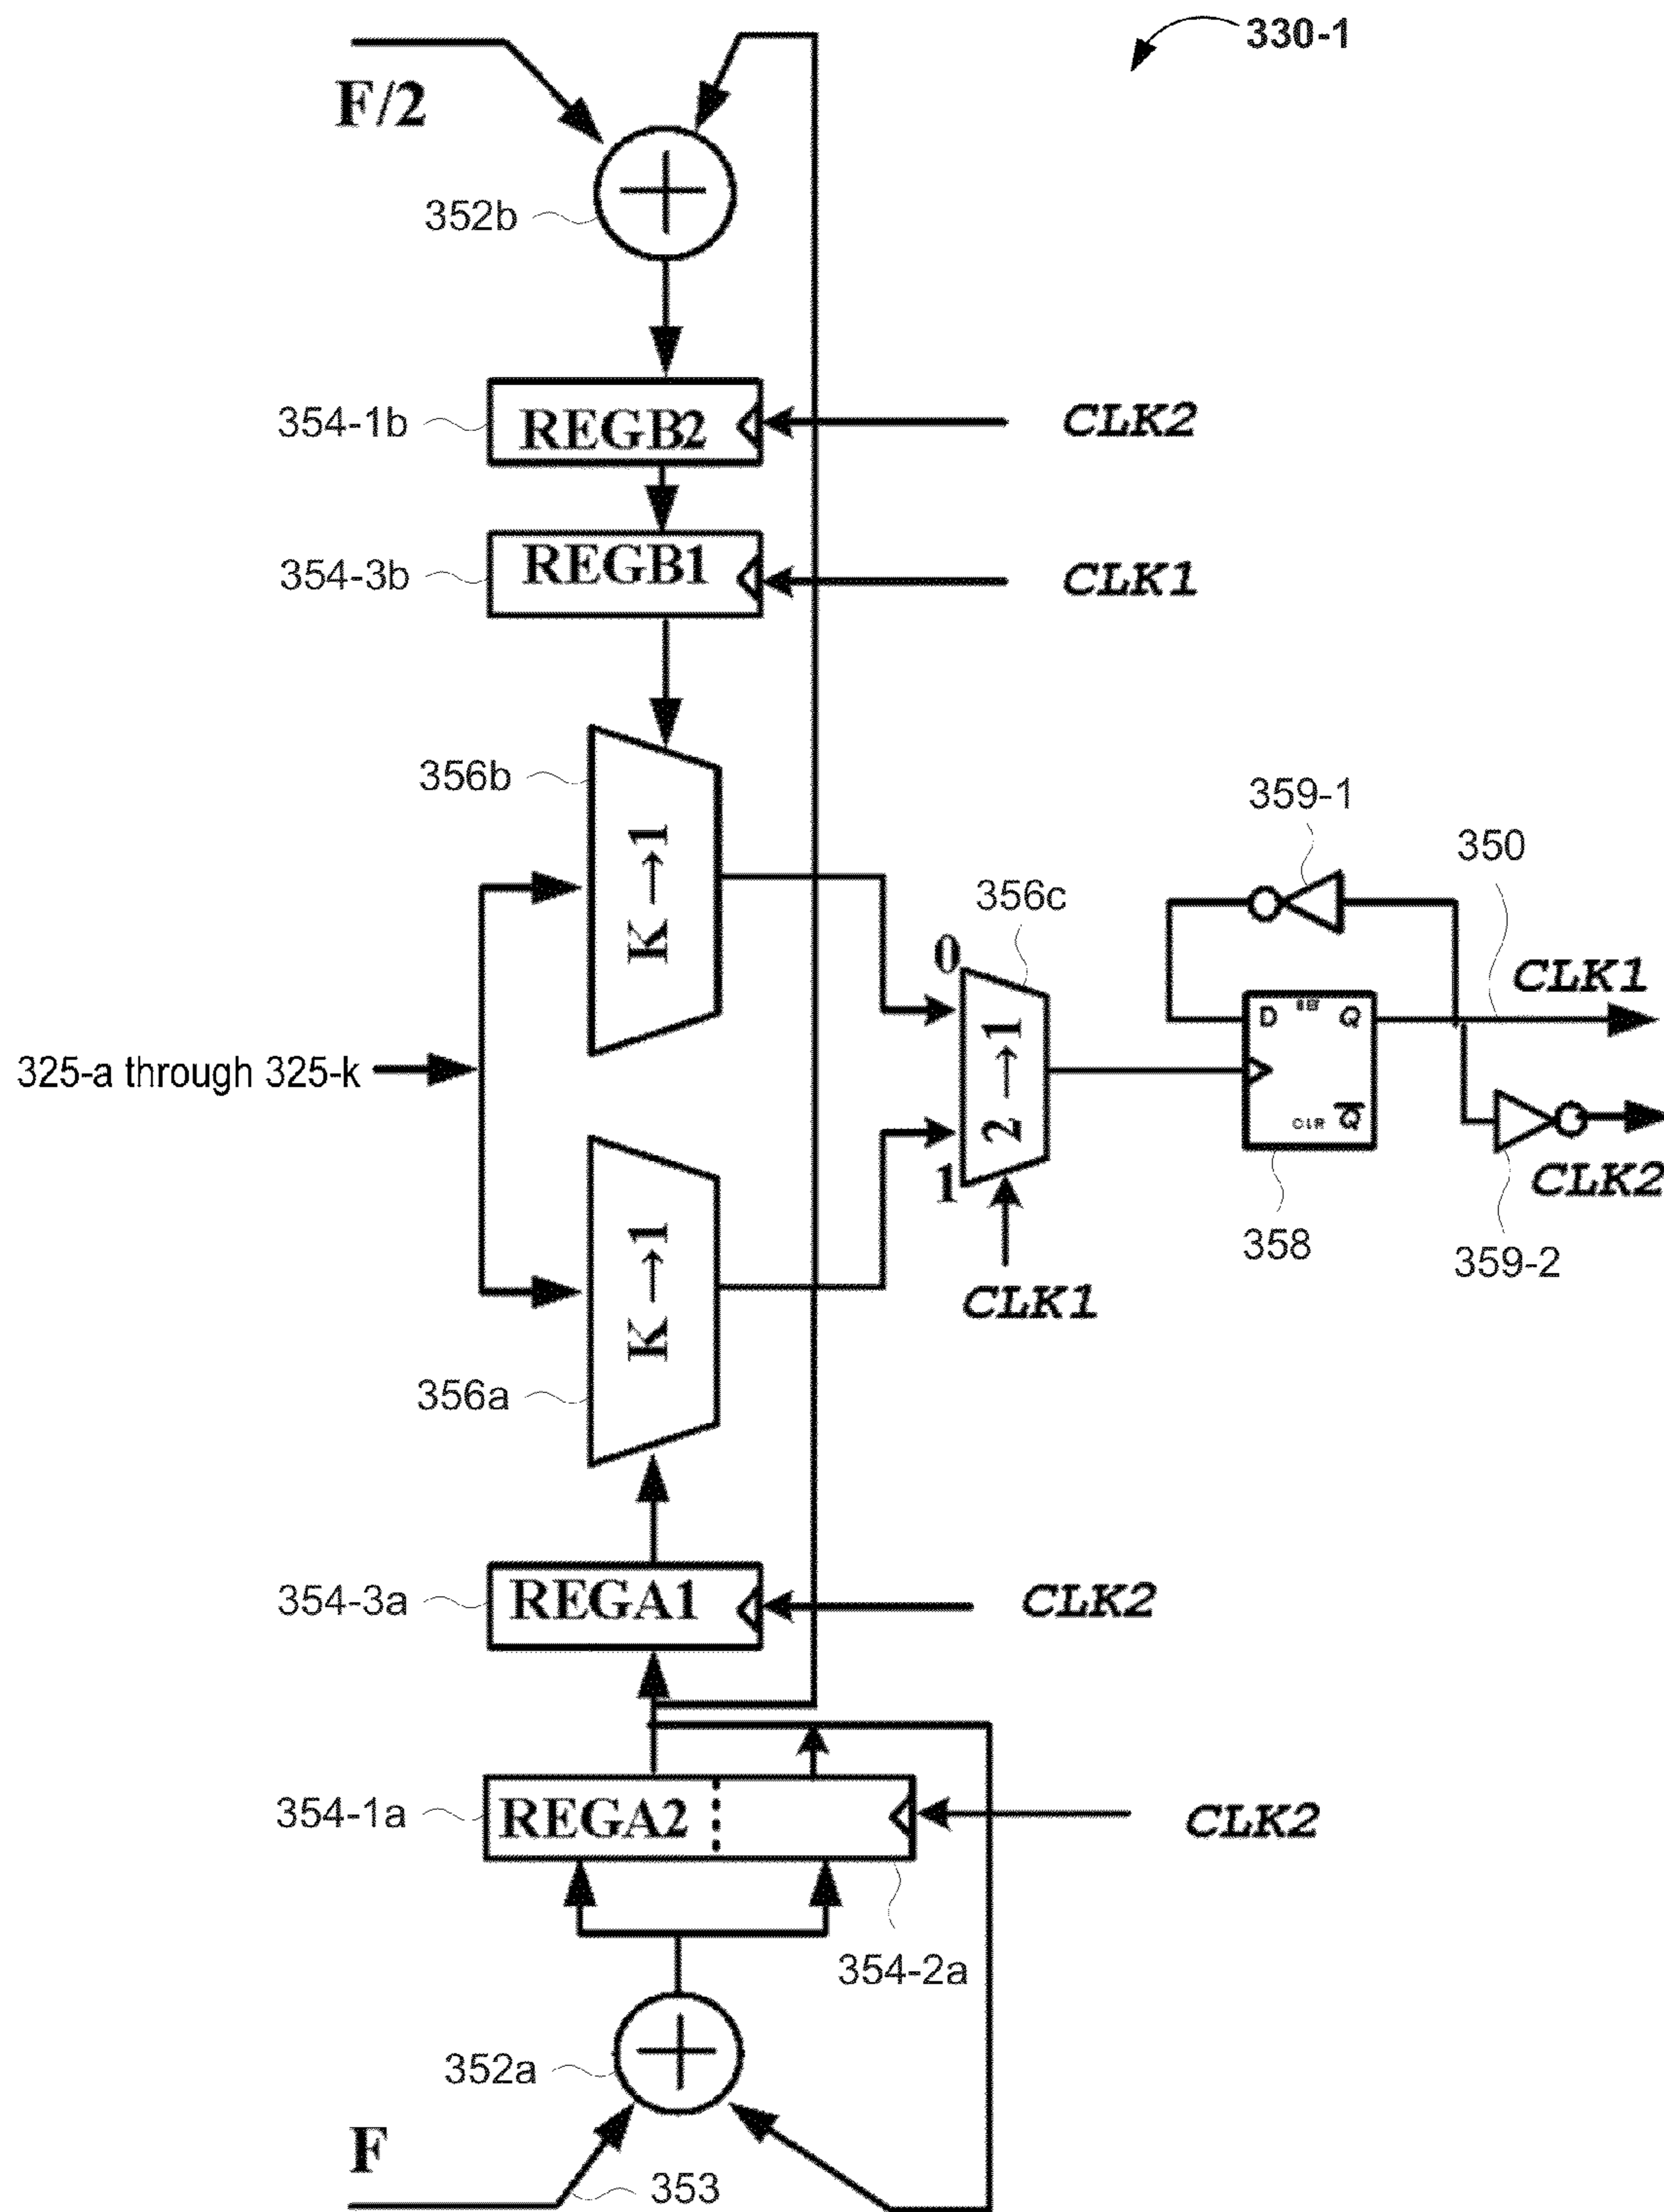 330-1
F/2
352b
354-1b
REGB2
CLK2
354-3b
REGB1
CLK1
356b
K→1
359-1
350
356c
0
CLK1
D
Q
325-a through 325-k
2→1
CLR Q̅
1
CLK2
358
359-2
K→1
CLK1
356a
354-3a
REGA1
CLK2
354-1a
REGA2
CLK2
354-2a
352a
F
353